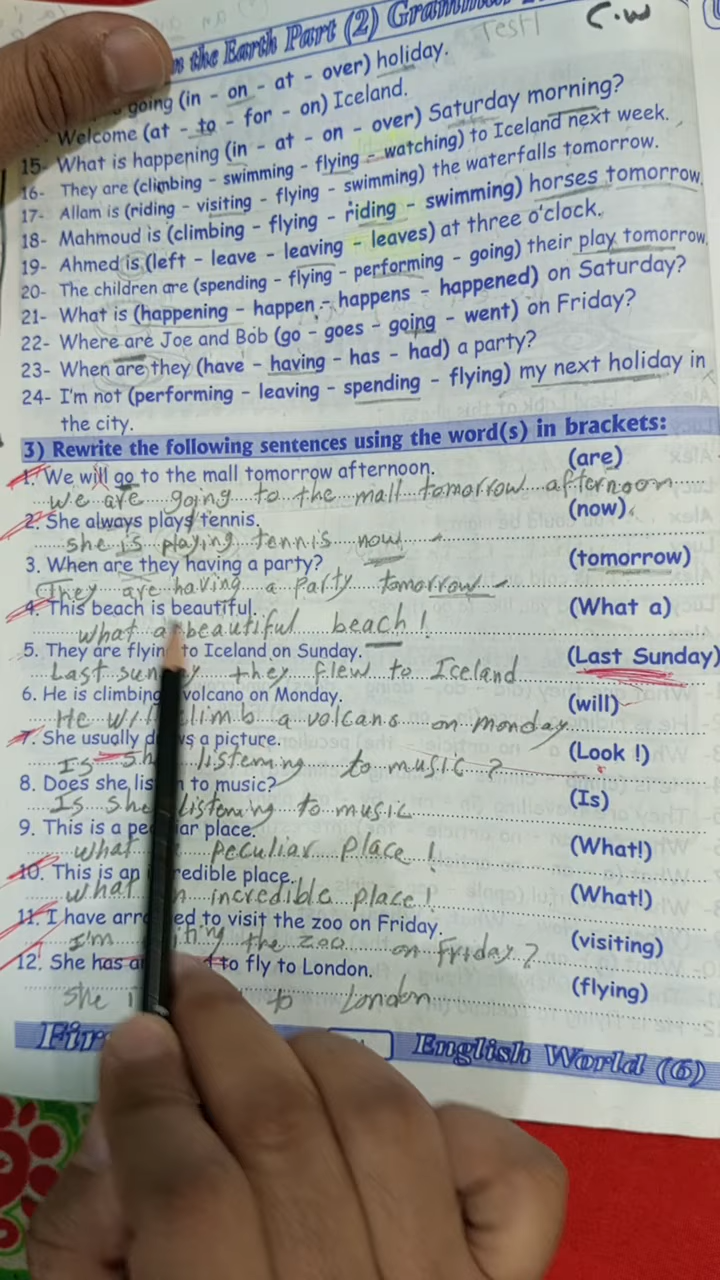 n the Earth Part (2) Gramm
Test1
C.W
going (in - on - at - over) holiday.
Welcome (at - to - for - on) Iceland.
15- What is happening (in - at - on - over) Saturday morning?
16- They are (climbing - swimming - flying - watching) to Iceland next week.
17- Allam is (riding - visiting - flying - swimming) the waterfalls tomorrow.
18- Mahmoud is (climbing - flying - riding - swimming) horses tomorrow.
19- Ahmed is (left - leave - leaving - leaves) at three o'clock.
20- The children are (spending - flying - performing - going) their play tomorrow.
21- What is (happening - happen - happens - happened) on Saturday?
22- Where are Joe and Bob (go - goes - going - went) on Friday?
23- When are they (have - having - has - had) a party?
24- I'm not (performing - leaving - spending - flying) my next holiday in
the city.
3) Rewrite the following sentences using the word(s) in brackets:
1. We will go to the mall tomorrow afternoon. (are)
we are going to the mall tomorrow afternoon
2. She always plays tennis. (now)
she is playing tennis now
3. When are they having a party? (tomorrow)
They are having a party tomorrow
4. This beach is beautiful. (What a)
what a beautiful beach!
5. They are flyin to Iceland on Sunday. (Last Sunday)
Last sun y they flew to Iceland
6. He is climbing volcano on Monday. (will)
He w climb a volcano on monday
7. She usually d s a picture. (Look !)
Is sh listening to music?
8. Does she lis n to music? (Is)
Is she listening to music
9. This is a pe iar place. (What!)
what peculiar place!
10. This is an redible place. (What!)
what n incredible place!
11. I have arr ed to visit the zoo on Friday. (visiting)
I'm iting the zoo on Friday?
12. She has a to fly to London. (flying)
she to London
Fir
English World (6)